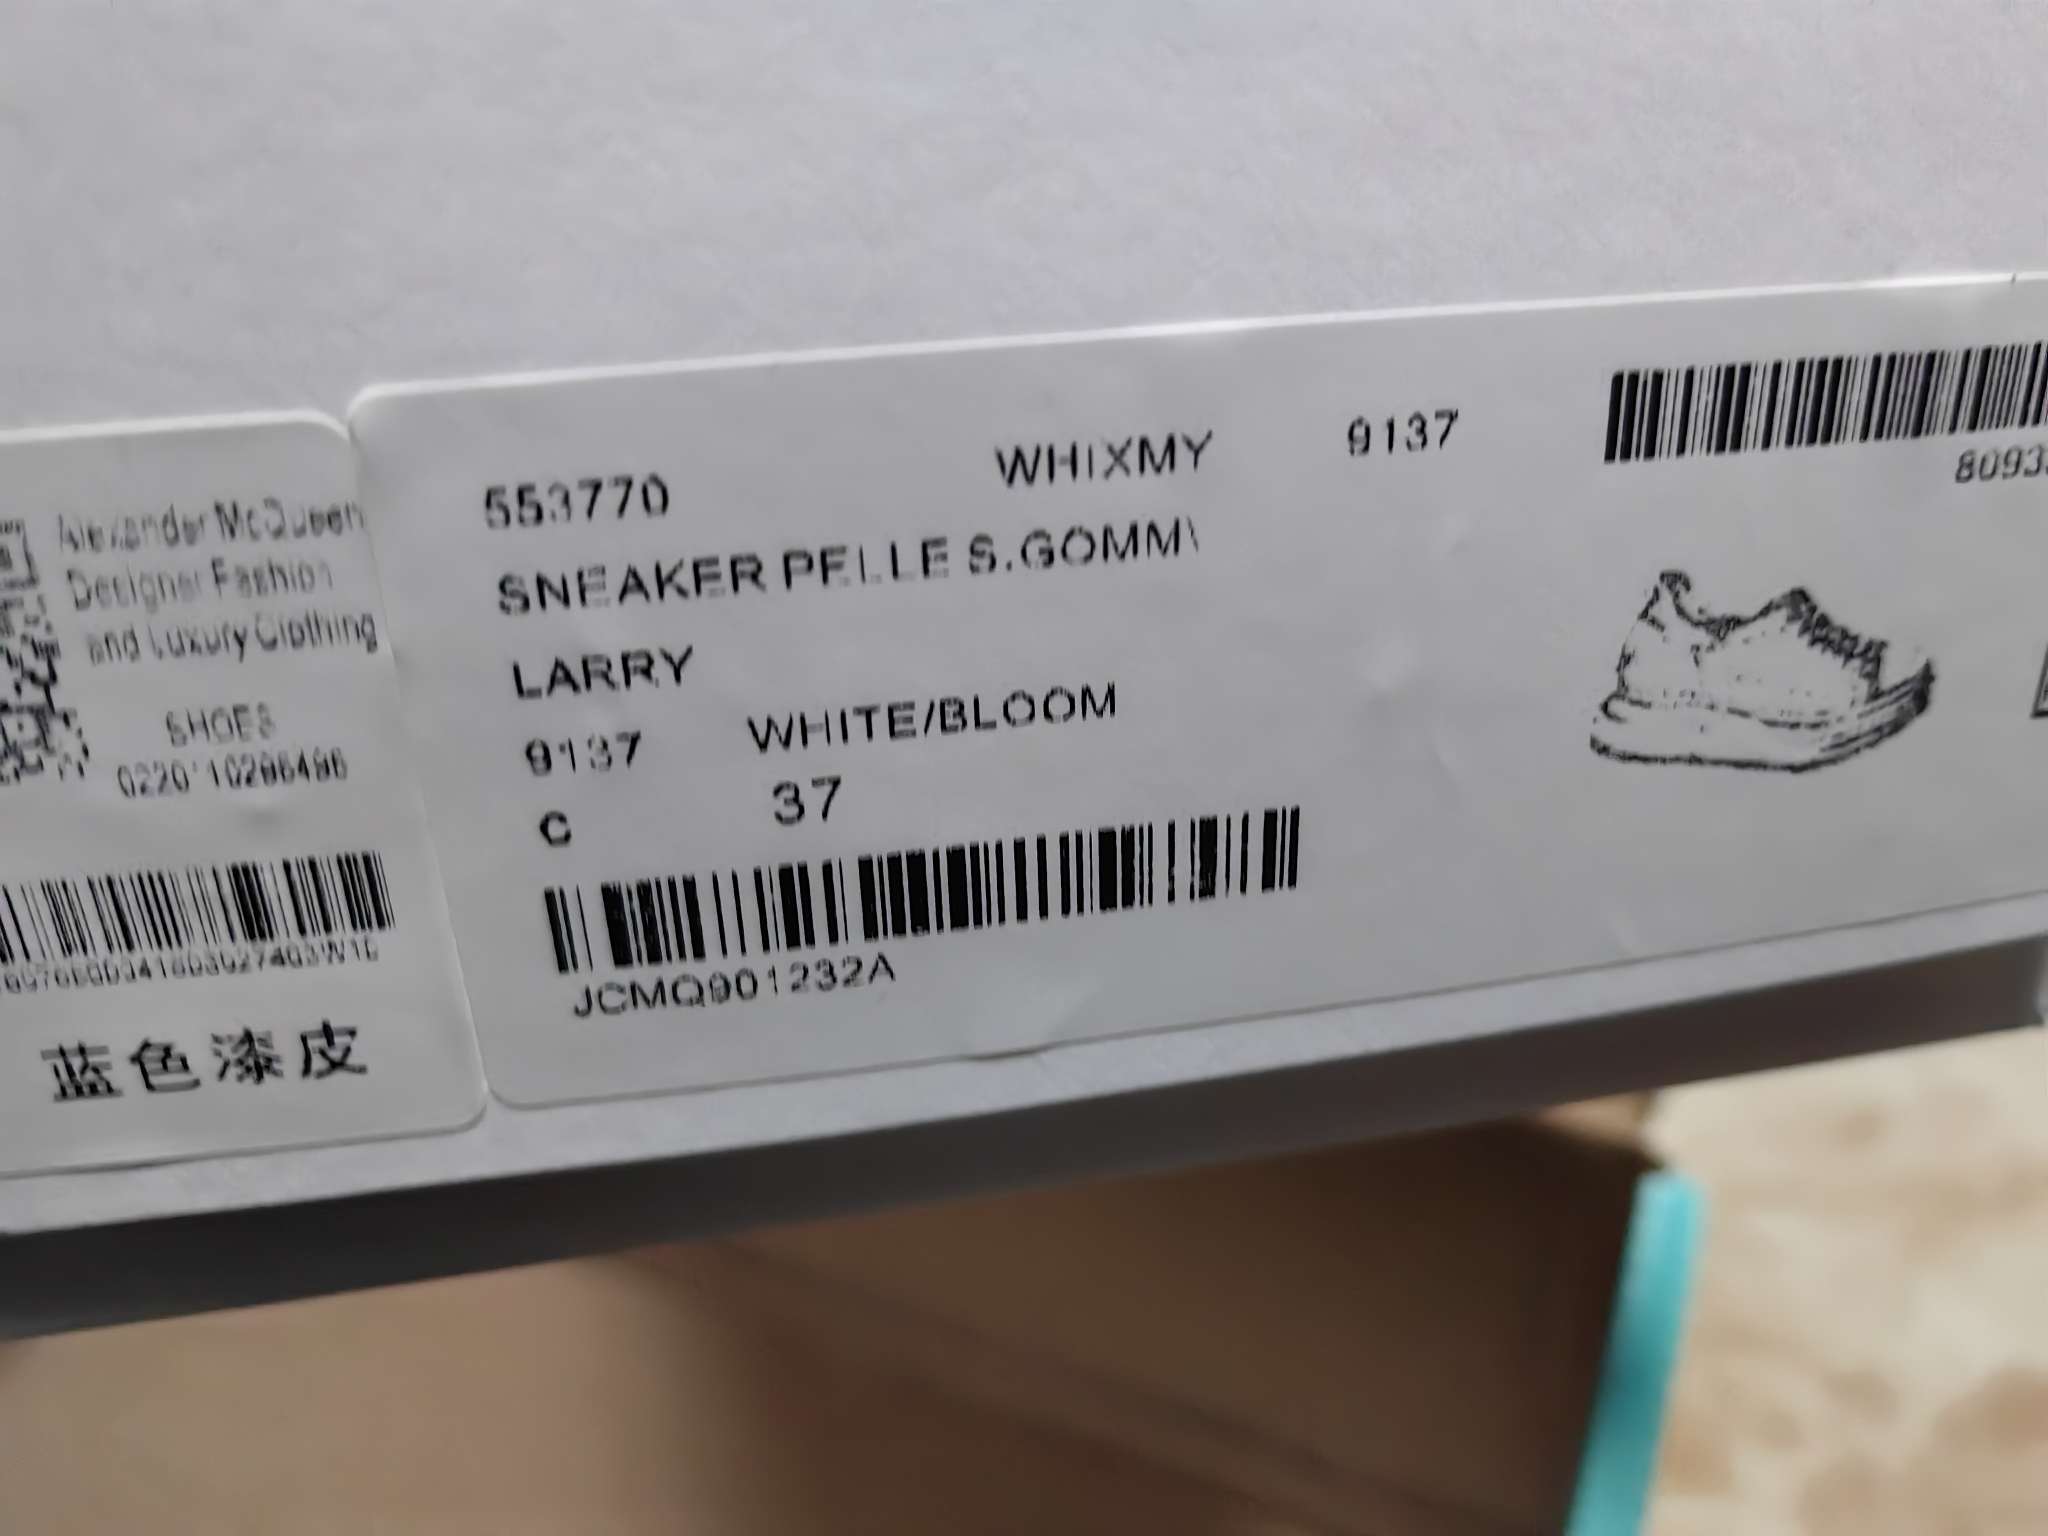 Alexander McQueen
Designer Fashion
and Luxury Clothing
SHOES
蓝色漆皮
553770 WHIXMY 9137
SNEAKER PELLE S.GOMM
LARRY
9137 WHITE/BLOOM
C 37
JCMQ901232A
8093